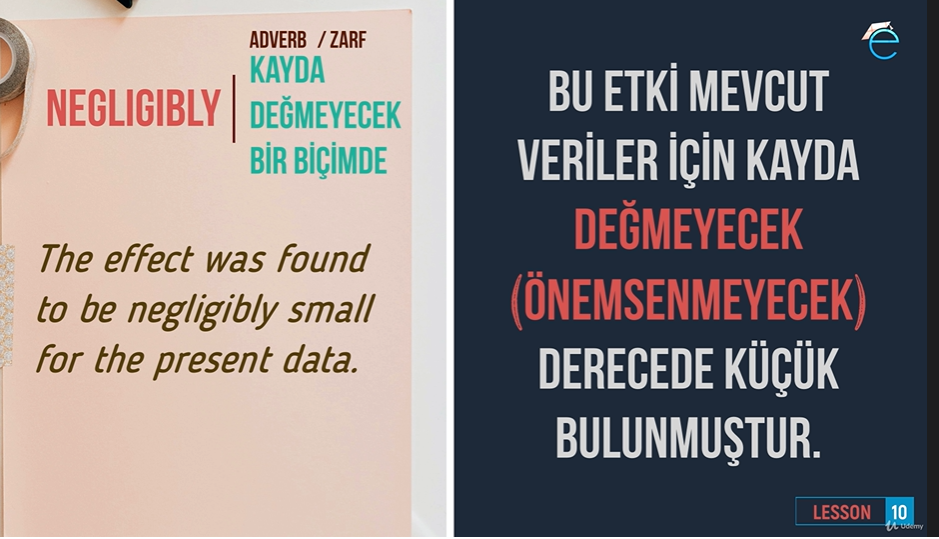 ADVERB / ZARF
NEGLIGIBLY
KAYDA
DEĞMEYECEK
BİR BİÇİMDE
The effect was found
to be negligibly small
for the present data.
BU ETKİ MEVCUT
VERİLER İÇİN KAYDA
DEĞMEYECEK
(ÖNEMSENMEYECEK)
DERECEDE KÜÇÜK
BULUNMUŞTUR.
LESSON 10
Udemy